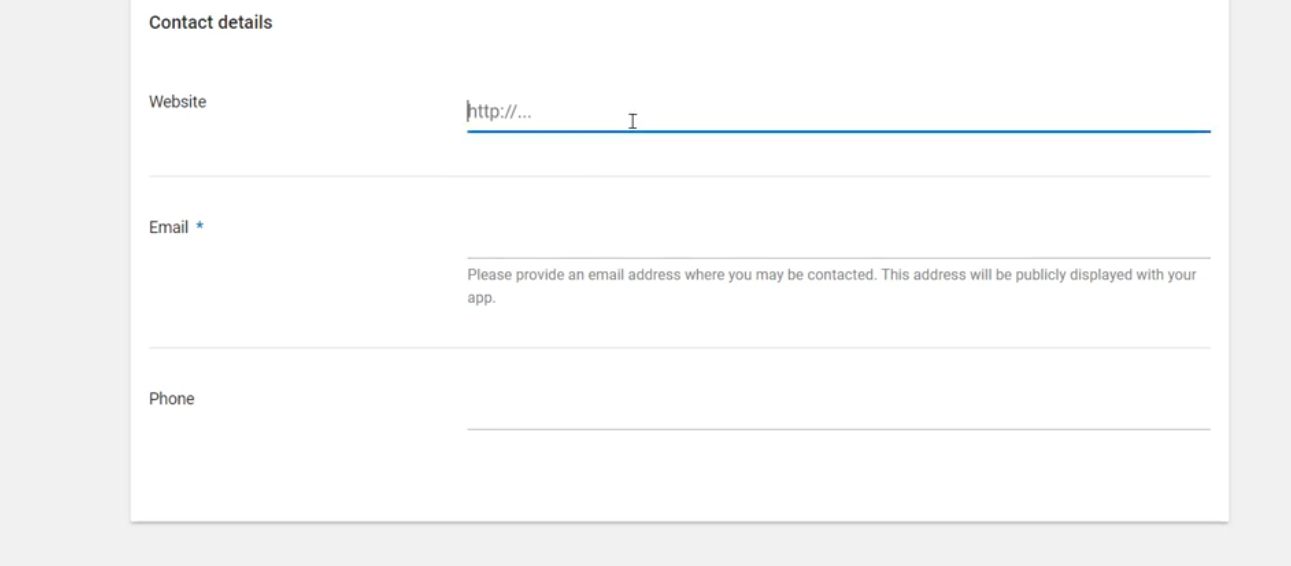 Contact details
Website
http://...
Email *
Please provide an email address where you may be contacted. This address will be publicly displayed with your
app.
Phone